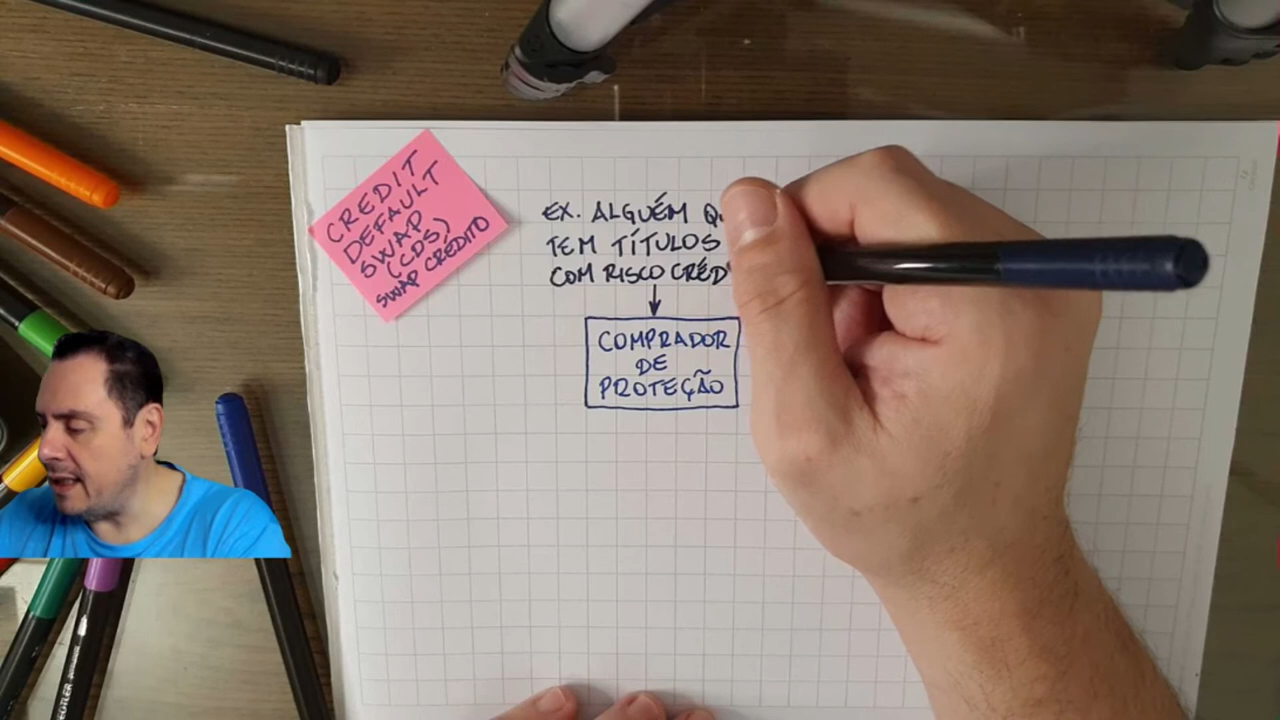 CREDIT
DEFAULT
SWAP
(CDS)
SWAP CRÉDITO
EX. ALGUÉM
TEM TÍTULOS
COM RISCO
COMPRADOR
DE
PROTEÇÃO